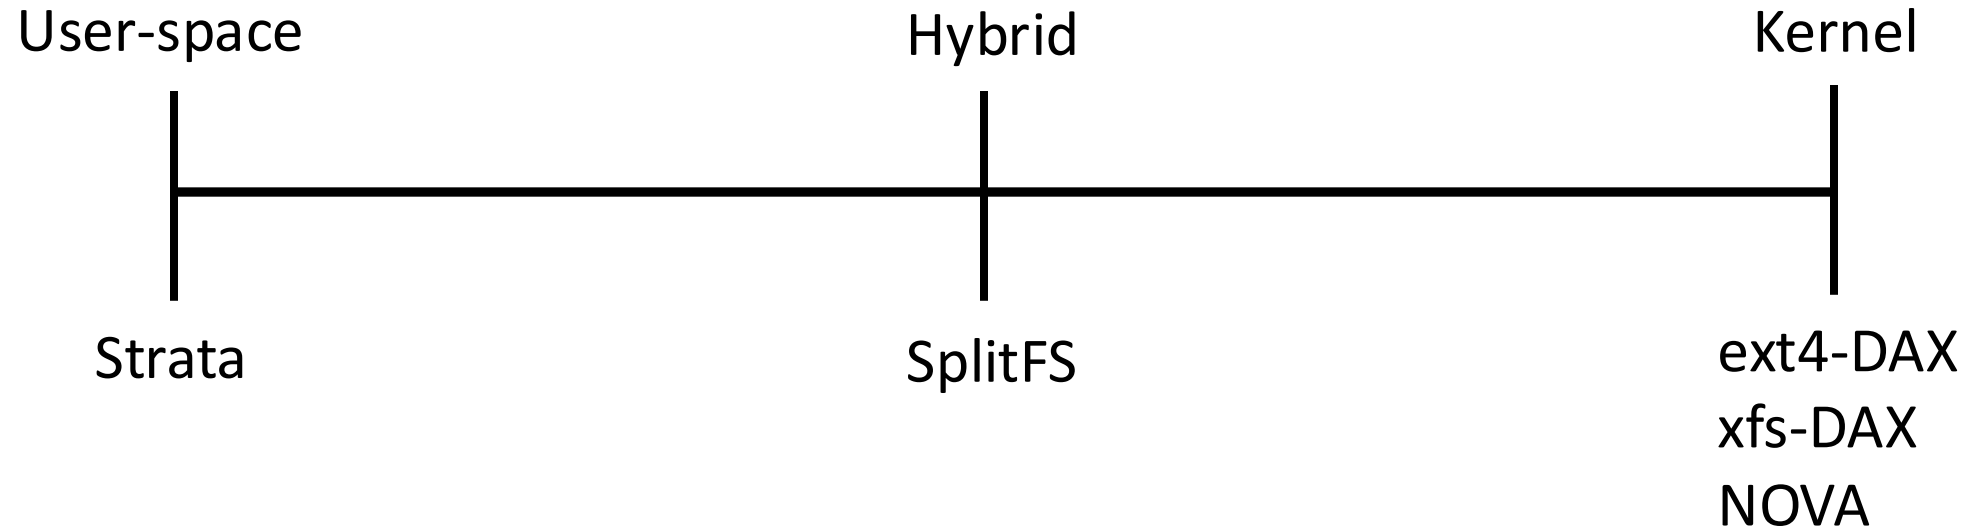 User-space
Hybrid
Kernel
Strata
SplitFS
ext4-DAX
xfs-DAX
NOVA